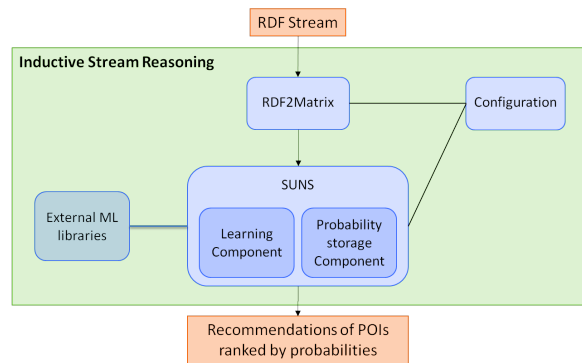 RDF Stream
Inductive Stream Reasoning
RDF2Matrix
Configuration
SUNS
External ML
libraries
Learning
Component
Probability
storage
Component
Recommendations of POIs
ranked by probabilities